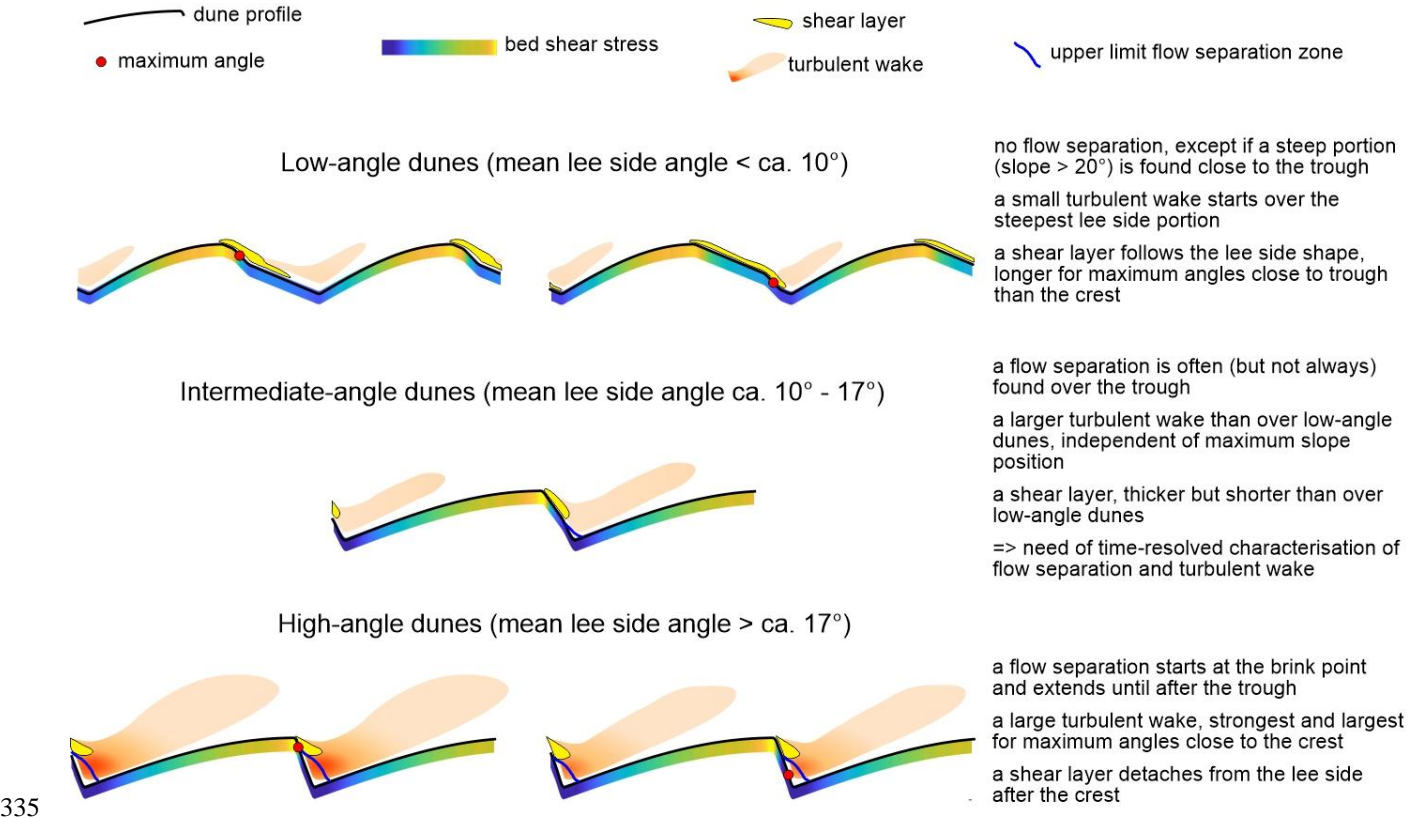 dune profile
maximum angle
bed shear stress
shear layer
turbulent wake
upper limit flow separation zone
Low-angle dunes (mean lee side angle < ca. 10°)
no flow separation, except if a steep portion
(slope > 20°) is found close to the trough
a small turbulent wake starts over the
steepest lee side portion
a shear layer follows the lee side shape,
longer for maximum angles close to trough
than the crest
Intermediate-angle dunes (mean lee side angle ca. 10° - 17°)
a flow separation is often (but not always)
found over the trough
a larger turbulent wake than over low-angle
dunes, independent of maximum slope
position
a shear layer, thicker but shorter than over
low-angle dunes
=> need of time-resolved characterisation of
flow separation and turbulent wake
High-angle dunes (mean lee side angle > ca. 17°)
a flow separation starts at the brink point
and extends until after the trough
a large turbulent wake, strongest and largest
for maximum angles close to the crest
a shear layer detaches from the lee side
after the crest
335